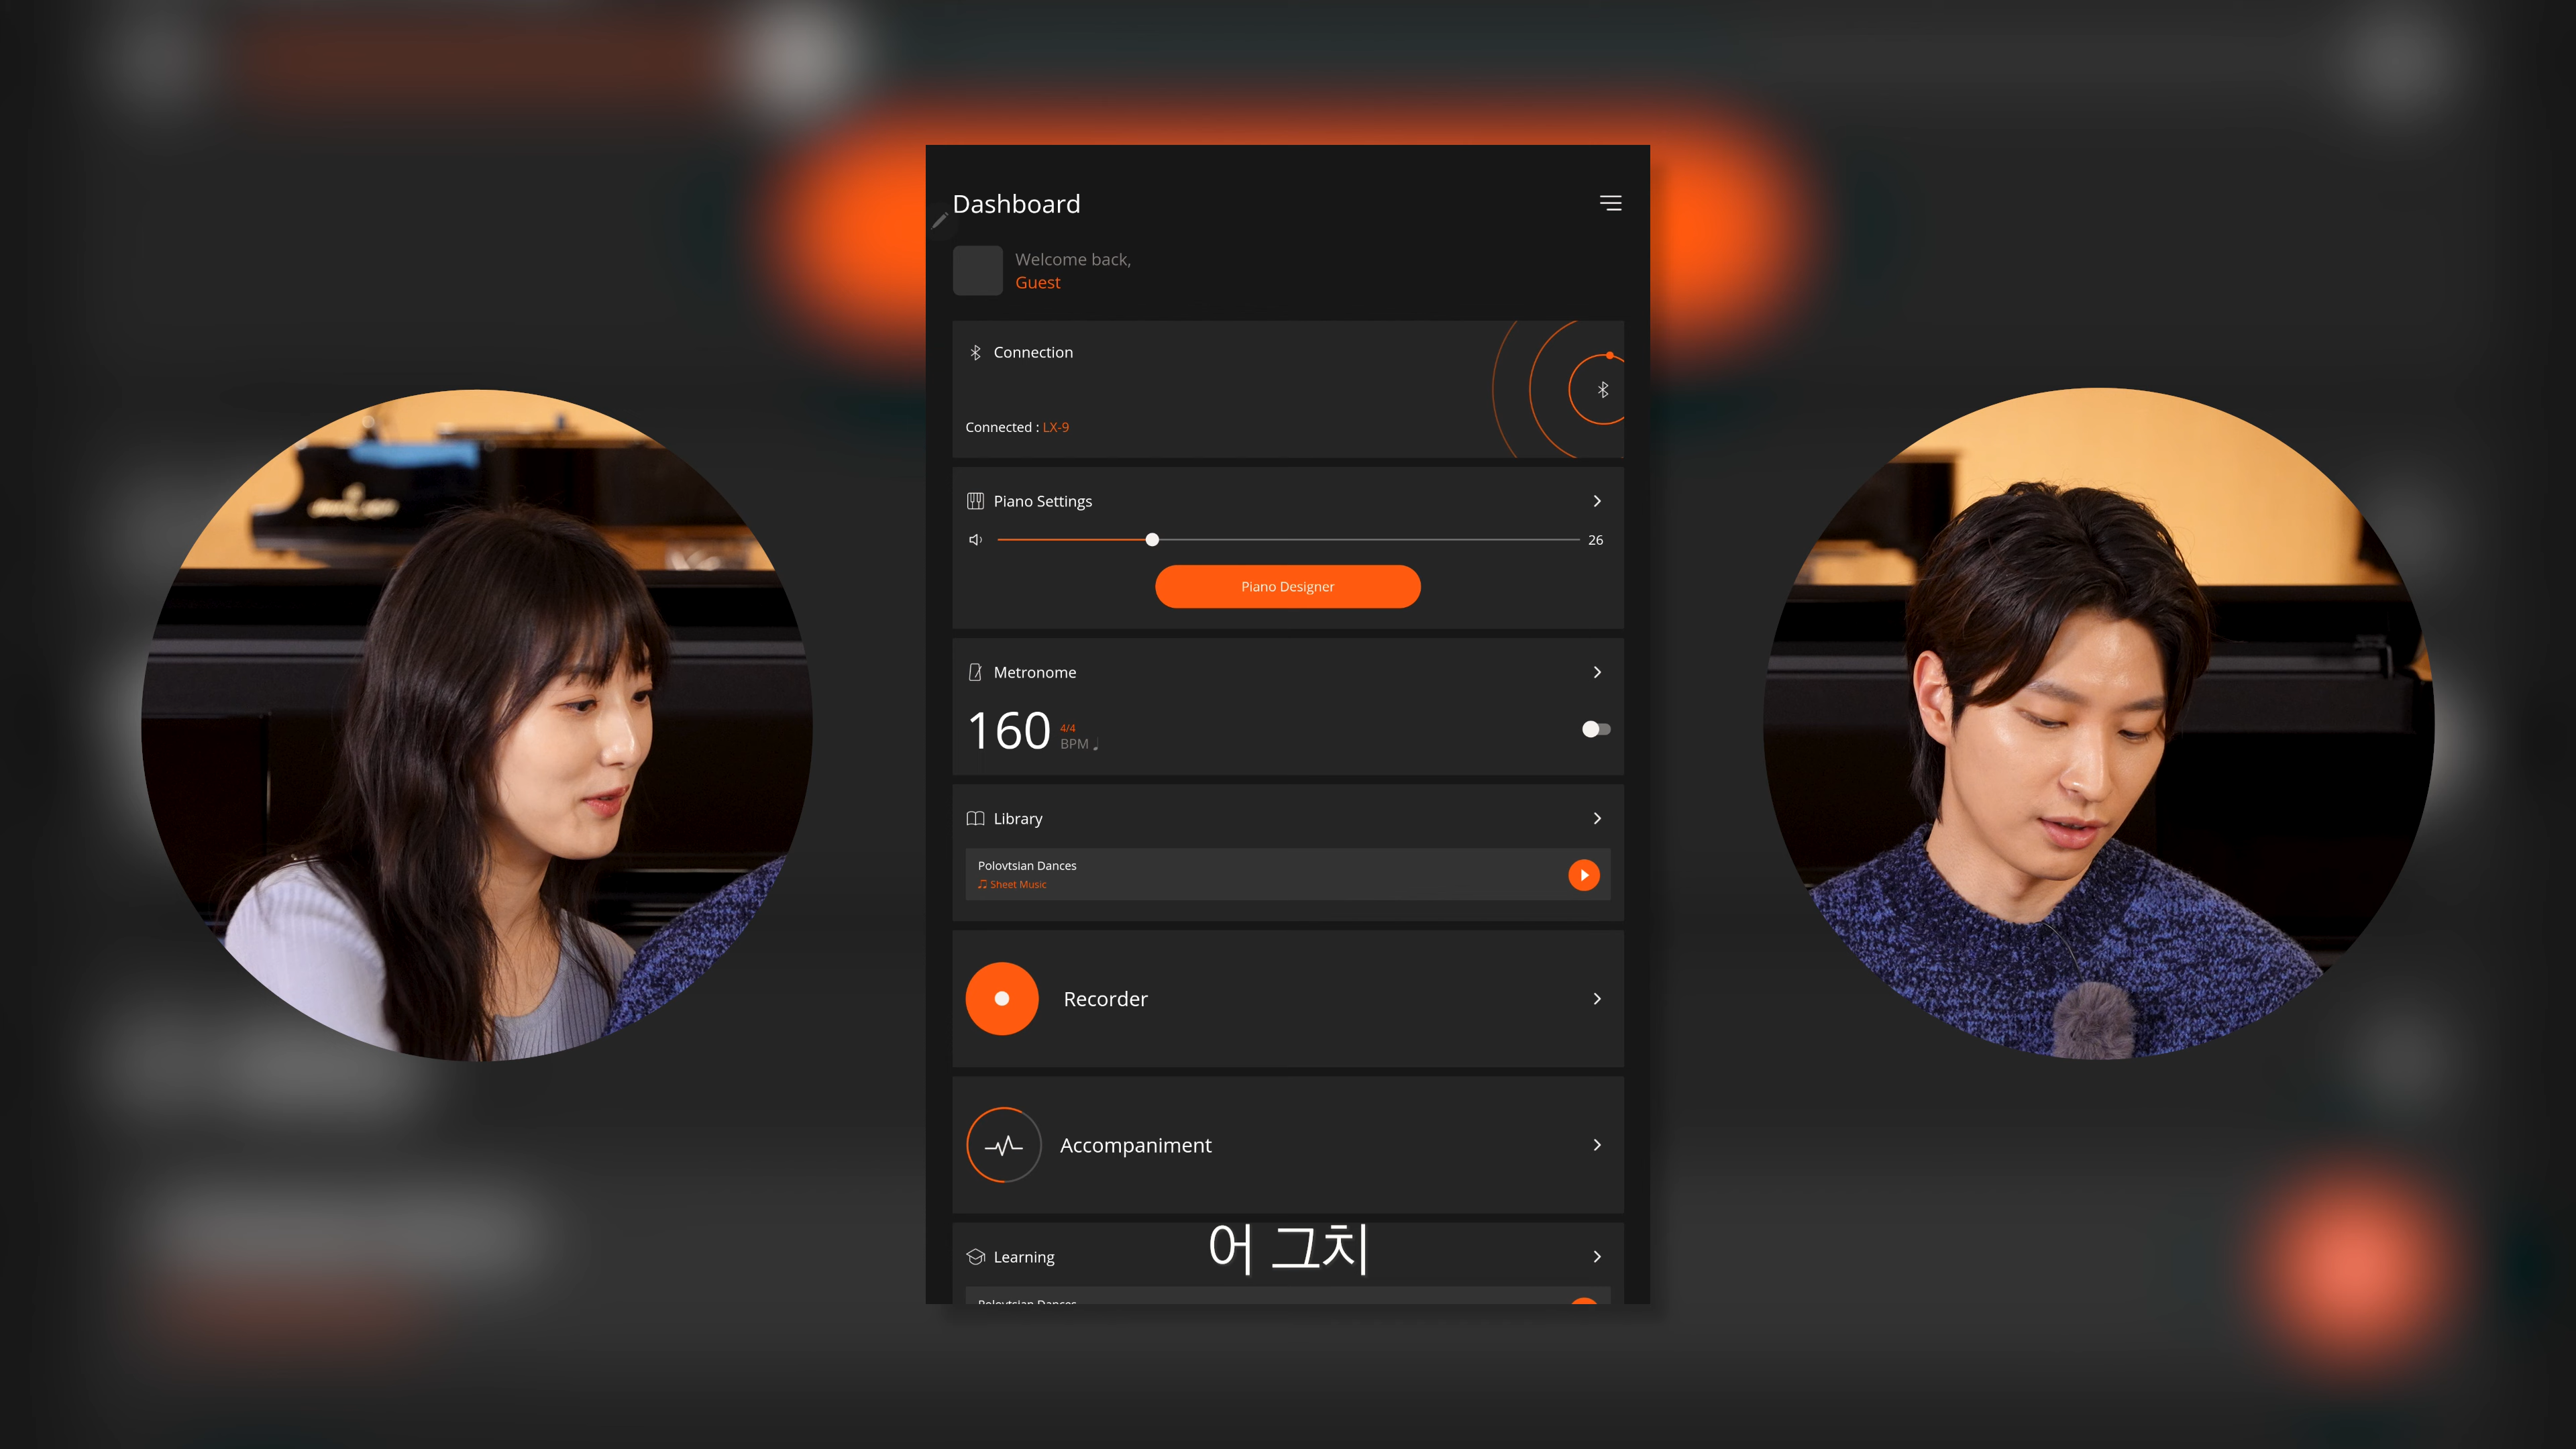 Dashboard
Welcome back,
Guest
Connection
Connected : LX-9
Piano Settings
26
Piano Designer
Metronome
160
4/4
BPM
Library
Polovtsian Dances
Sheet Music
Recorder
Accompaniment
Learning
어 그치